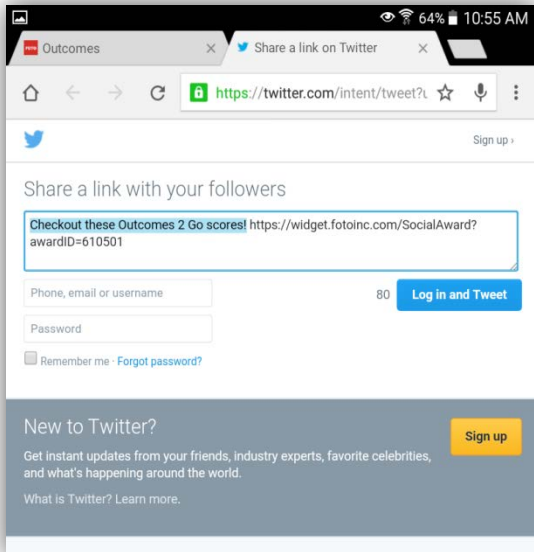 64% 10:55 AM
Outcomes
Share a link on Twitter
https://twitter.com/intent/tweet?u
Sign up ›
Share a link with your followers
Checkout these Outcomes 2 Go scores! https://widget.fotoinc.com/SocialAward?
awardID=610501
Phone, email or username
80 Log in and Tweet
Password
Remember me · Forgot password?
New to Twitter?
Sign up
Get instant updates from your friends, industry experts, favorite celebrities,
and what's happening around the world.
What is Twitter? Learn more.